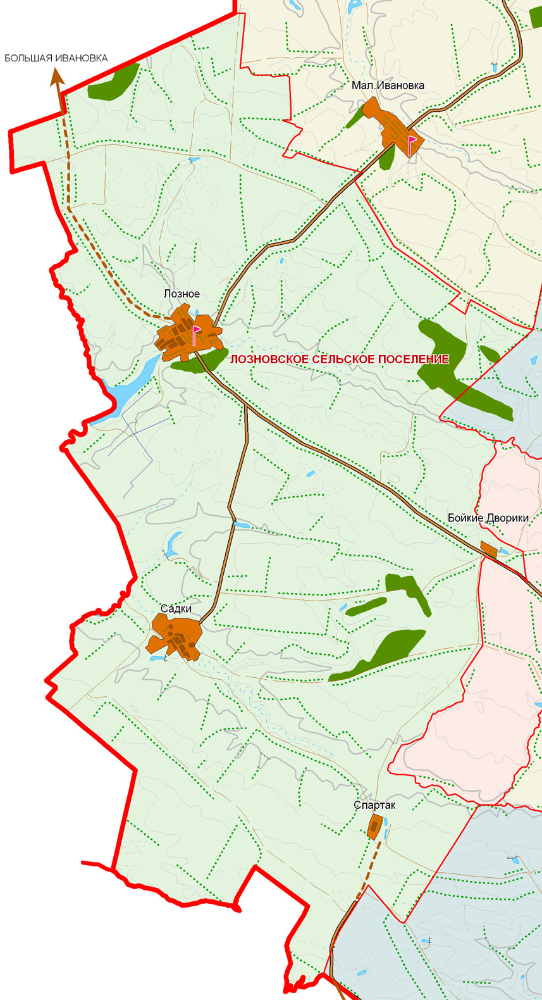 БОЛЬШАЯ ИВАНОВКА
Мал.Ивановка
Лозное
ЛОЗНОВСКОЕ СЕЛЬСКОЕ ПОСЕЛЕНИЕ
Бойкие Дворики
Садки
Спартак